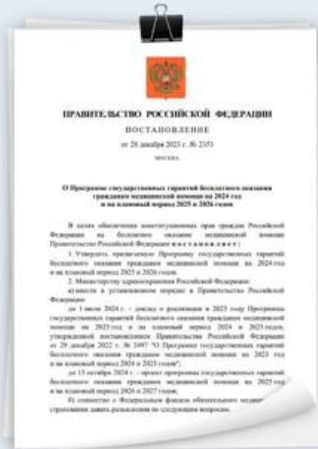 ПРАВИТЕЛЬСТВО РОССИЙСКОЙ ФЕДЕРАЦИИ
ПОСТАНОВЛЕНИЕ
от 28 декабря 2023 г. № 2353
МОСКВА
О Программе государственных гарантий бесплатного оказания
гражданам медицинской помощи на 2024 год
и на плановый период 2025 и 2026 годов
В целях обеспечения конституционных прав граждан Российской
Федерации на бесплатное оказание медицинской помощи
Правительство Российской Федерации постановляет:
1. Утвердить прилагаемую Программу государственных гарантий
бесплатного оказания гражданам медицинской помощи на 2024 год
и на плановый период 2025 и 2026 годов.
2. Министерству здравоохранения Российской Федерации:
а) внести в установленном порядке в Правительство Российской
Федерации:
до 1 июля 2024 г. - доклад о реализации в 2023 году Программы
государственных гарантий бесплатного оказания гражданам медицинской
помощи на 2023 год и на плановый период 2024 и 2025 годов,
утвержденной постановлением Правительства Российской Федерации
от 29 декабря 2022 г. № 2497 "О Программе государственных гарантий
бесплатного оказания гражданам медицинской помощи на 2023 год
и на плановый период 2024 и 2025 годов";
до 15 октября 2024 г. - проект программы государственных гарантий
бесплатного оказания гражданам медицинской помощи на 2025 год
и на плановый период 2026 и 2027 годов;
б) совместно с Федеральным фондом обязательного
страхования давать разъяснения по следующим вопросам: